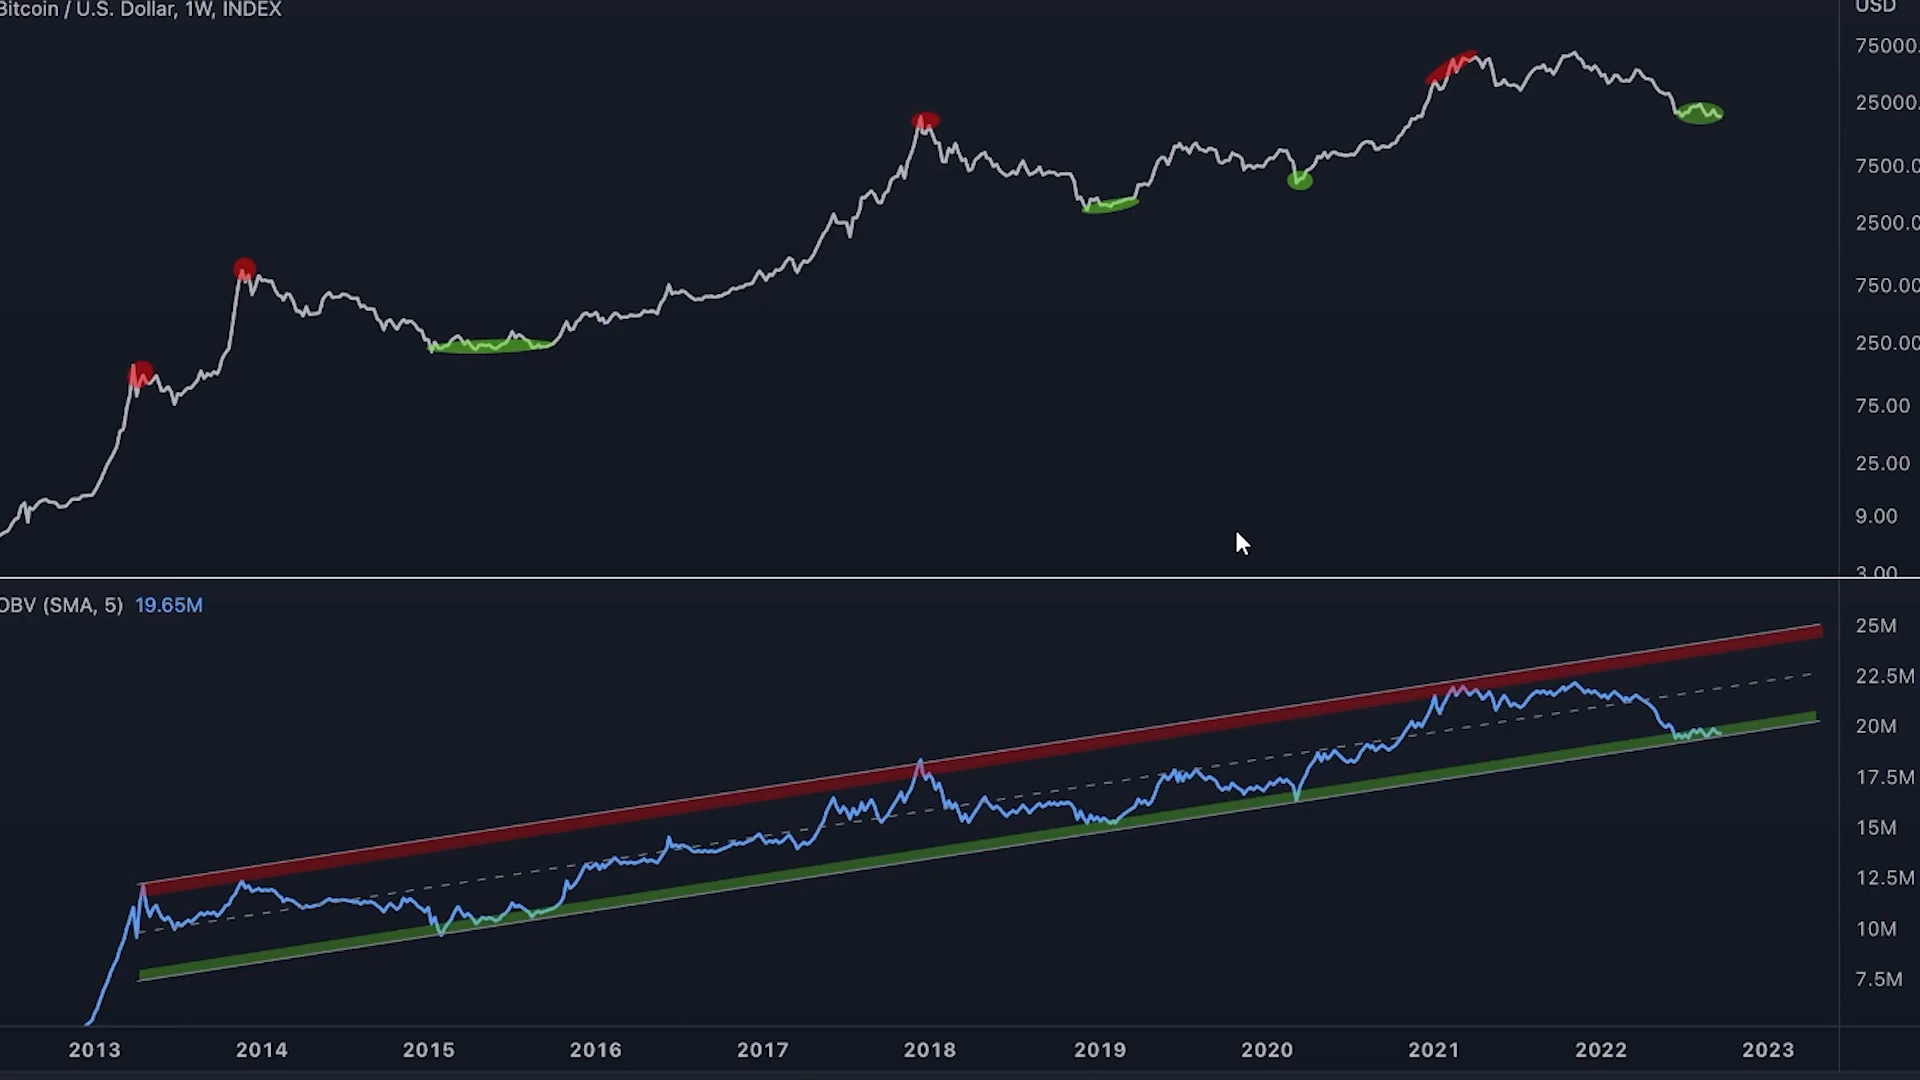 Bitcoin / U.S. Dollar, 1W, INDEX
USD
75000.
25000.
7500.0
2500.0
750.00
250.00
75.00
25.00
9.00
3.00
OBV (SMA, 5) 19.65M
25M
22.5M
20M
17.5M
15M
12.5M
10M
7.5M
2013 2014 2015 2016 2017 2018 2019 2020 2021 2022 2023